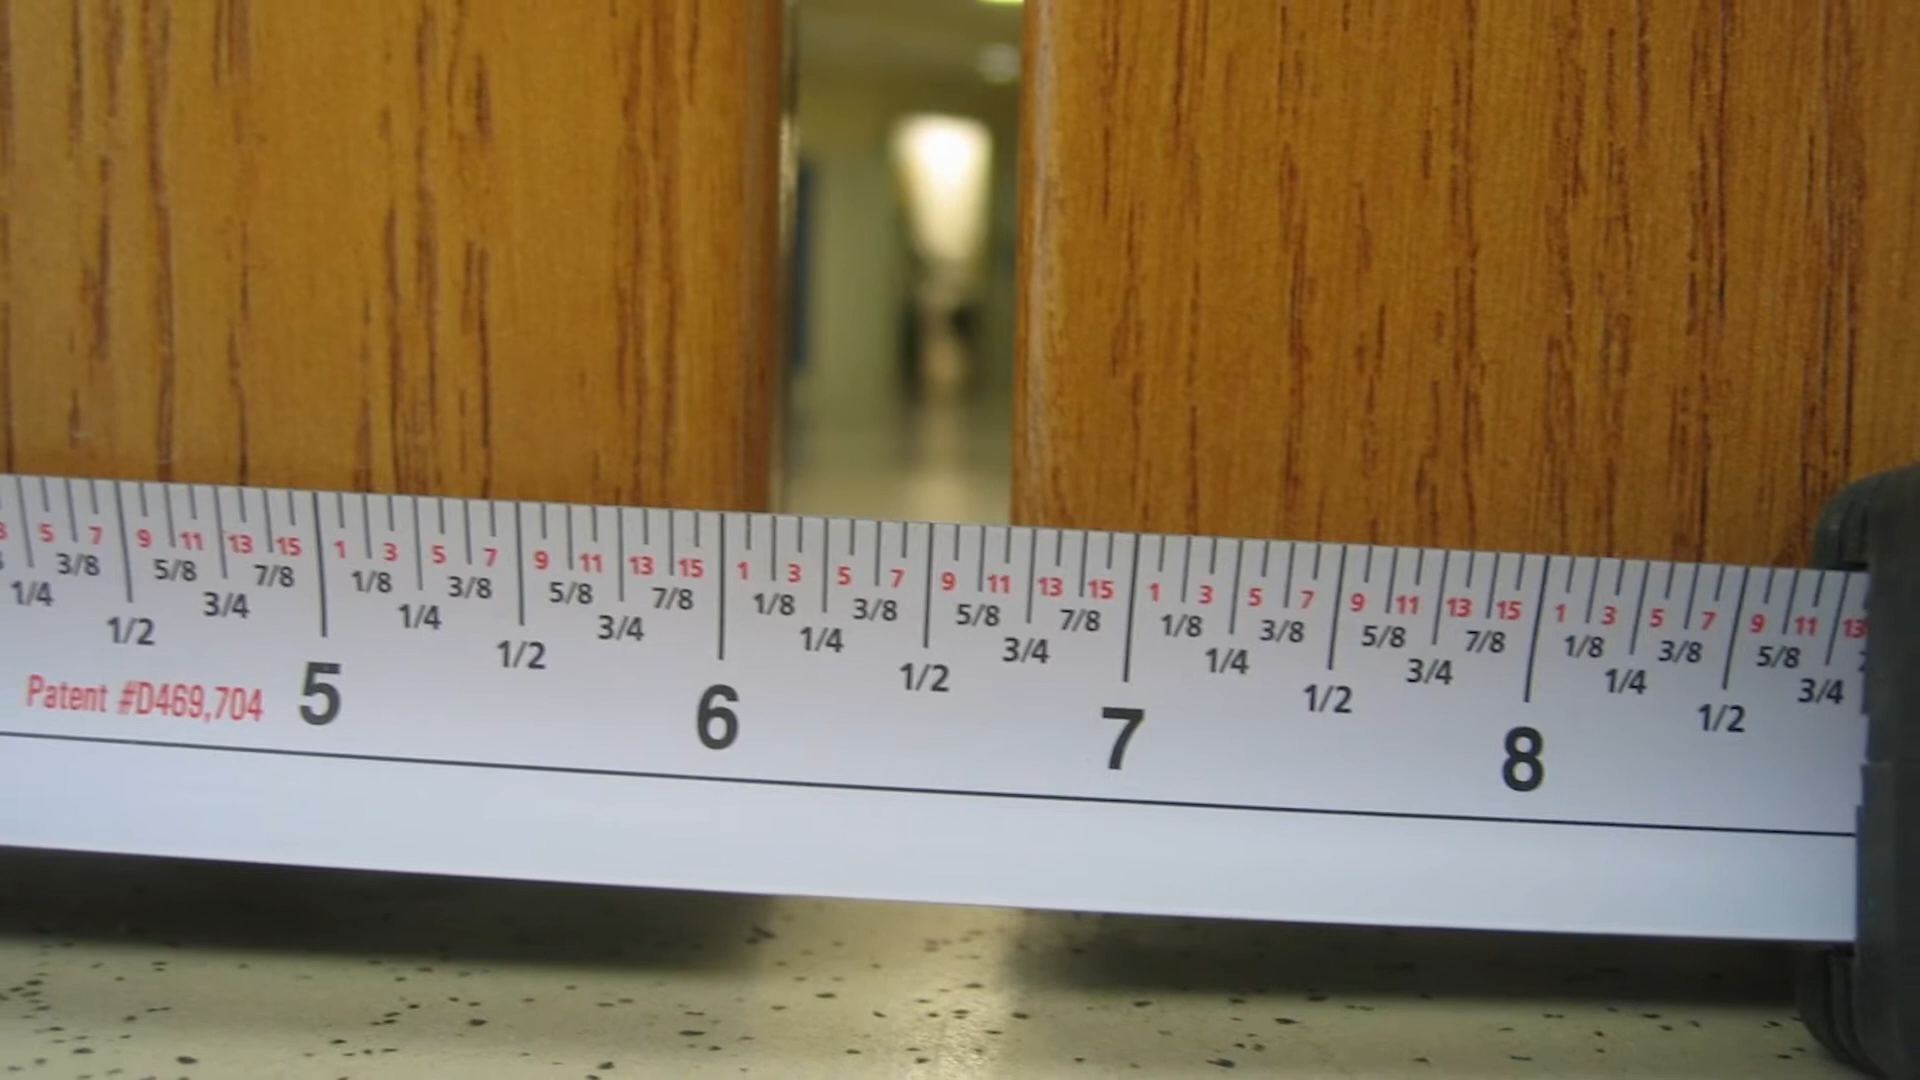 5 7 9 11 13 15 1 3 5 7 9 11 13 15 1 3 5 7 9 11 13 15 1 3 5 7 9 11 13 15 1 3 5 7 9 11 13
3/8 5/8 7/8 1/8 3/8 5/8 7/8 1/8 3/8 5/8 7/8 1/8 3/8 5/8 7/8 1/8 3/8 5/8
1/4 3/4 1/4 3/4 1/4 3/4 1/4 3/4 1/4 3/4
1/2 1/2 1/2 1/2 1/2
Patent #D469,704 5 6 7 8